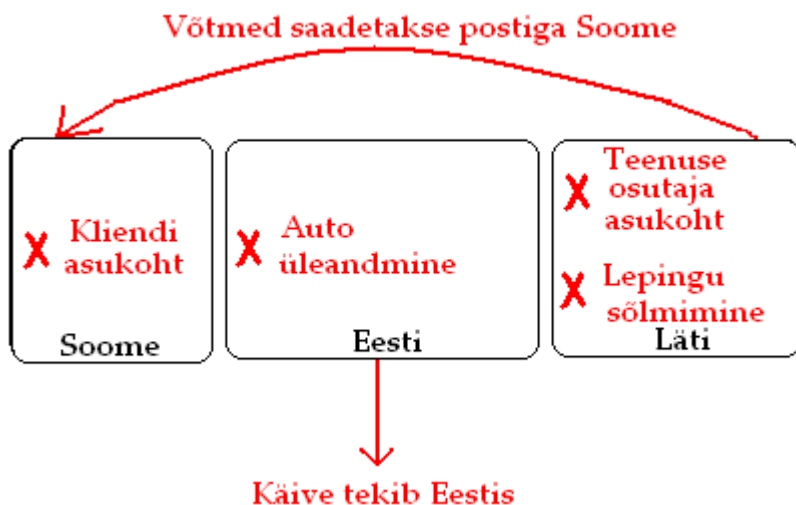 Võtmed saadetakse postiga Soome
Kliendi
asukoht
Soome
Auto
üleandmine
Eesti
Teenuse
osutaja
asukoht
Lepingu
sõlmimine
Läti
Käive tekib Eestis